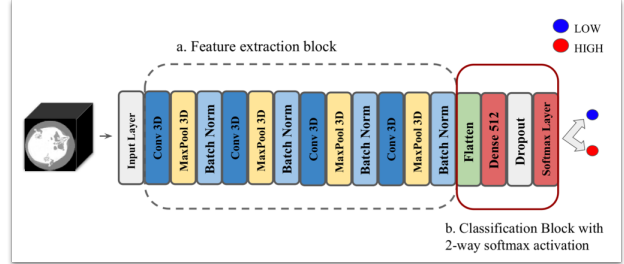 LOW
HIGH
a. Feature extraction block
Input Layer
Conv 3D
MaxPool 3D
Batch Norm
Conv 3D
MaxPool 3D
Batch Norm
Conv 3D
MaxPool 3D
Batch Norm
Conv 3D
MaxPool 3D
Batch Norm
Flatten
Dense 512
Dropout
Softmax Layer
b. Classification Block with
2-way softmax activation